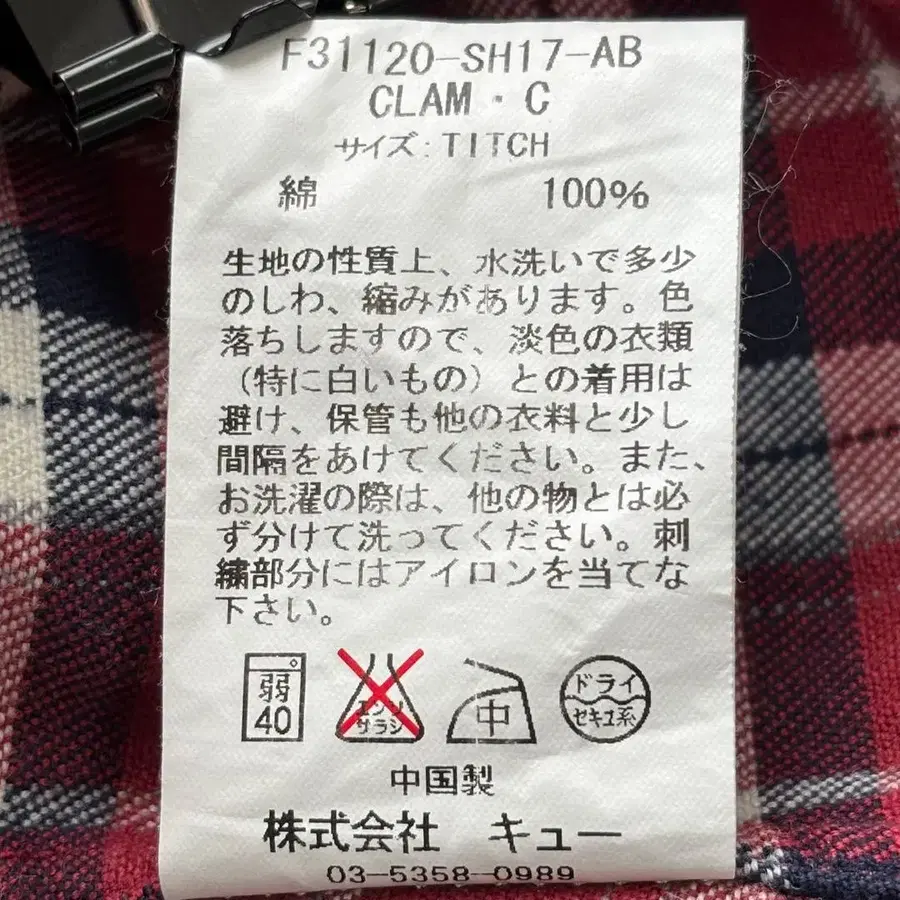 F31120-SH17-AB
CLAM・C
サイズ:TITCH
綿 100%
生地の性質上、水洗いで多少
のしわ、縮みがあります。色
落ちしますので、淡色の衣類
（特に白いもの）との着用は
避け、保管も他の衣料と少し
間隔をあけてください。また、
お洗濯の際は、他の物とは必
ず分けて洗ってください。刺
繍部分にはアイロンを当てな
下さい。
弱 エンソ 中 ドライ
40 サラシ セキユ系
中国製
株式会社 キュー
03-5358-0989